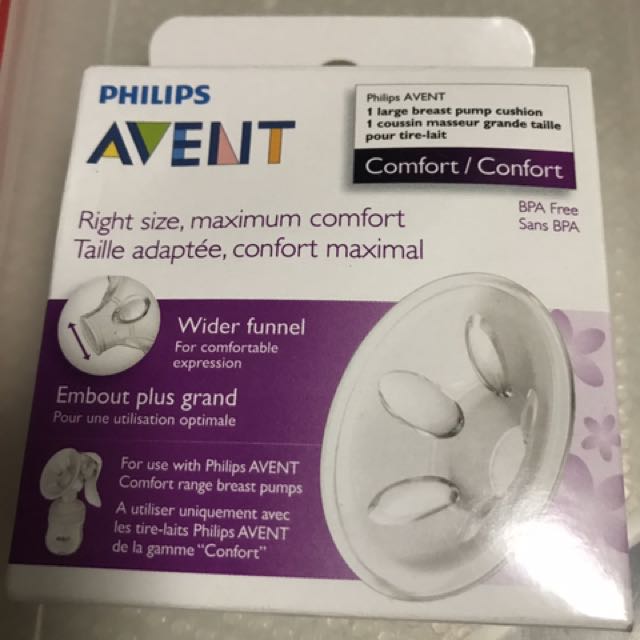 PHILIPS
AVENT
Philips AVENT
1 large breast pump cushion
1 coussin masseur grande taille
pour tire-lait
Comfort / Confort
BPA Free
Sans BPA
Right size, maximum comfort
Taille adaptée, confort maximal
Wider funnel
For comfortable
expression
Embout plus grand
Pour une utilisation optimale
For use with Philips AVENT
Comfort range breast pumps
A utiliser uniquement avec
les tire-laits Philips AVENT
de la gamme "Confort"